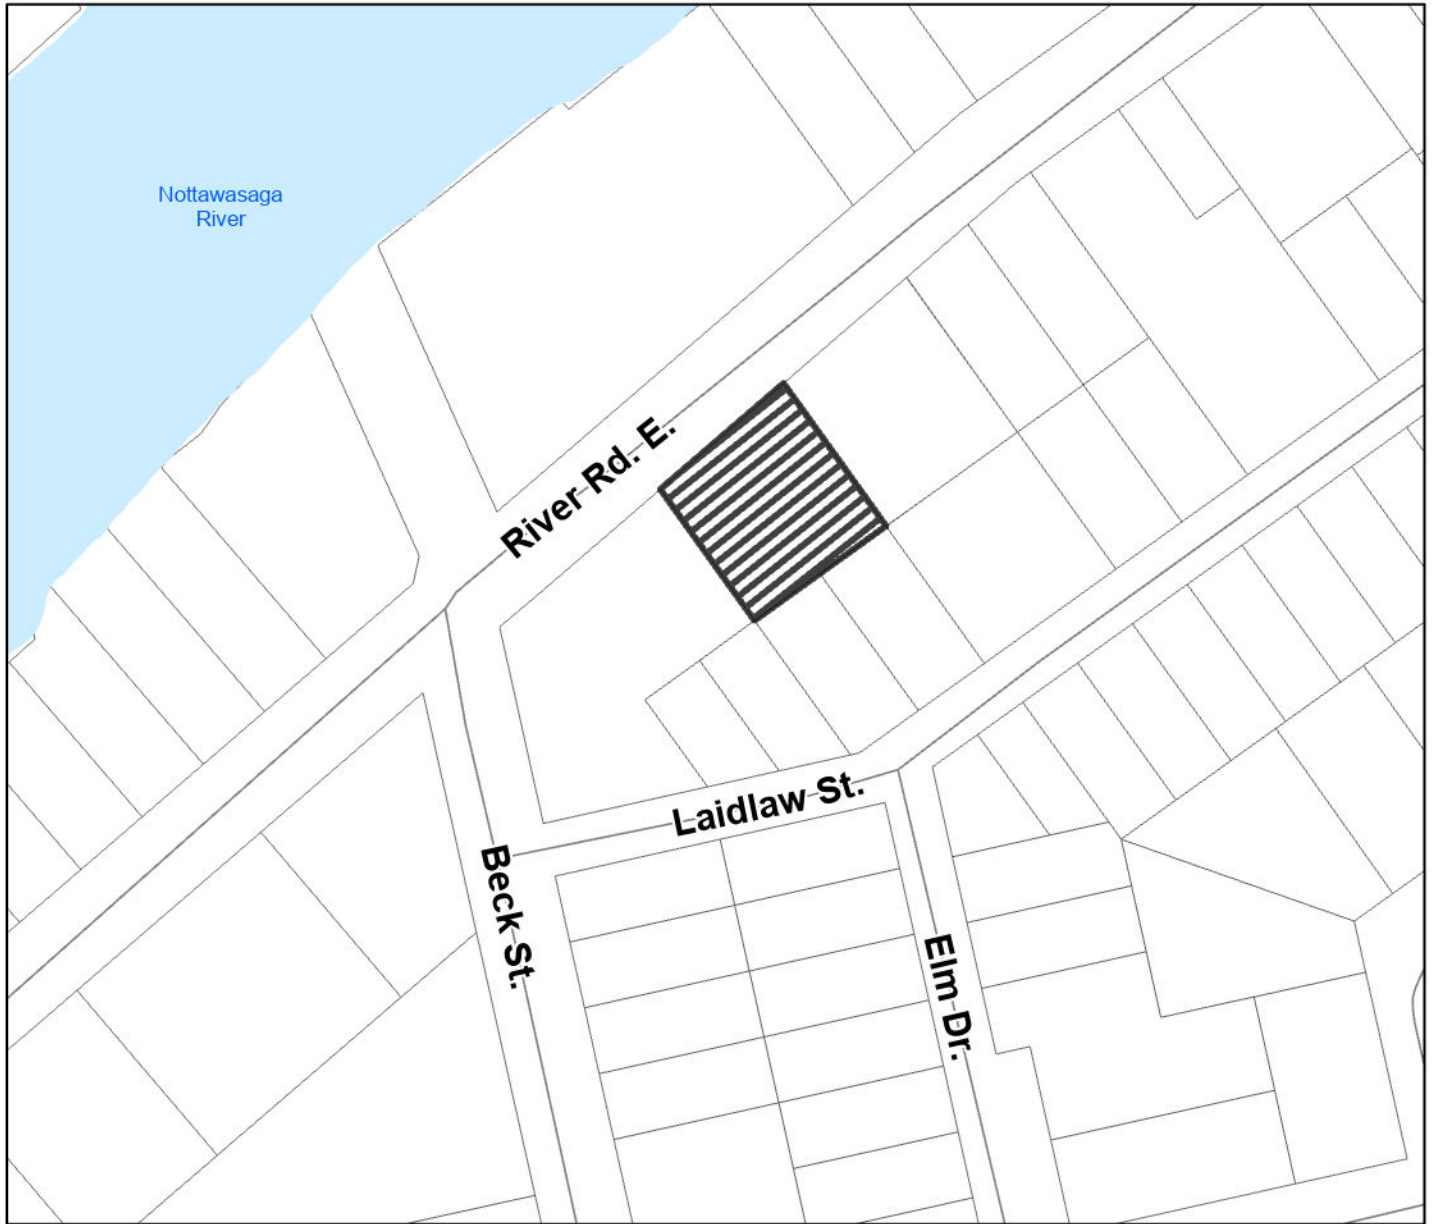 Nottawasaga
River
River Rd. E.
Laidlaw St.
Beck St.
Elm Dr.